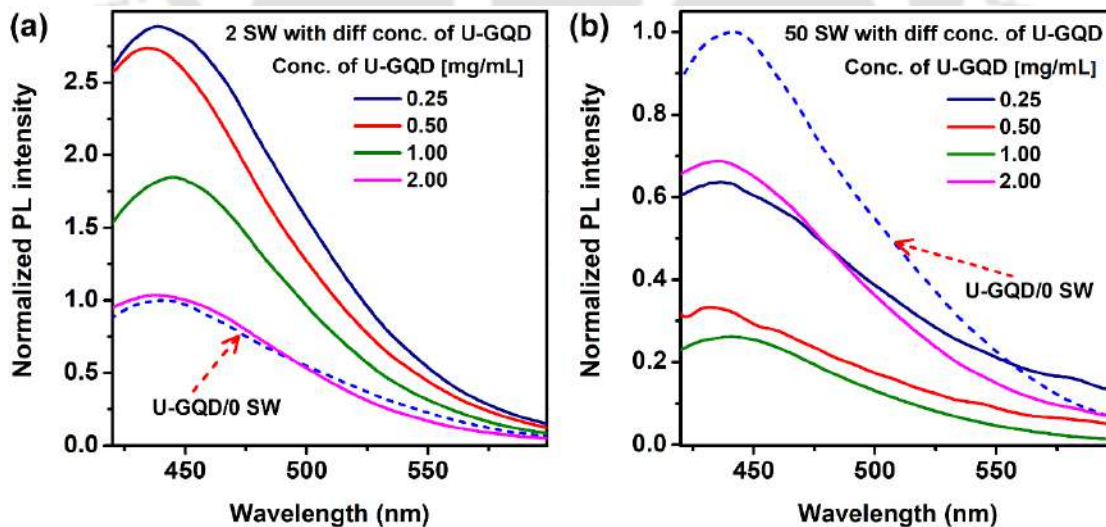 (a)
2 SW with diff conc. of U-GQD
Conc. of U-GQD [mg/mL]
0.25
0.50
1.00
2.00
U-GQD/0 SW
Normalized PL intensity
2.5
2.0
1.5
1.0
0.5
0.0
450
500
550
Wavelength (nm)
(b)
50 SW with diff conc. of U-GQD
Conc. of U-GQD [mg/mL]
0.25
0.50
1.00
2.00
U-GQD/0 SW
Normalized PL intensity
1.0
0.8
0.6
0.4
0.2
0.0
450
500
550
Wavelength (nm)